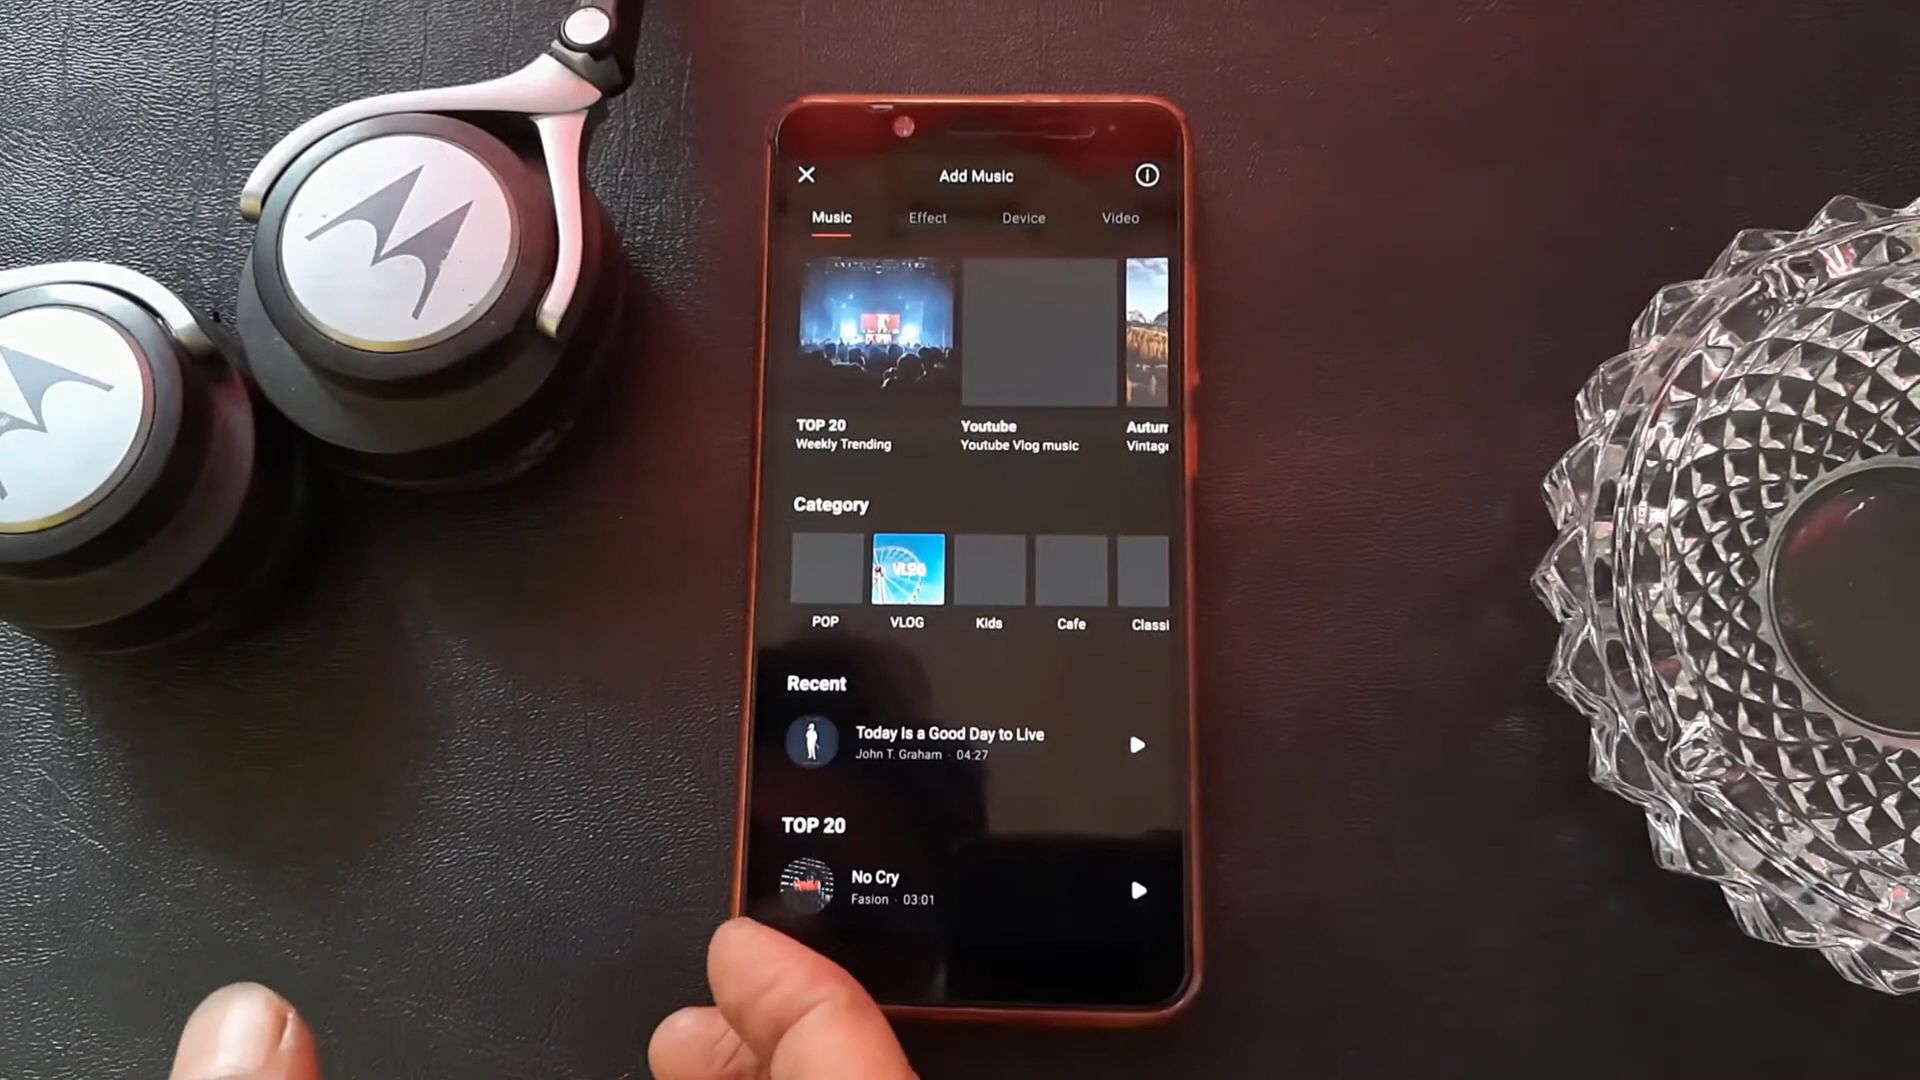 Add Music
Music Effect Device Video
TOP 20
Weekly Trending
Youtube
Youtube Vlog music
Autum
Vintag
Category
VLOG
POP VLOG Kids Cafe Classi
Recent
Today Is a Good Day to Live
John T. Graham · 04:27
TOP 20
No Cry
Fasion · 03:01